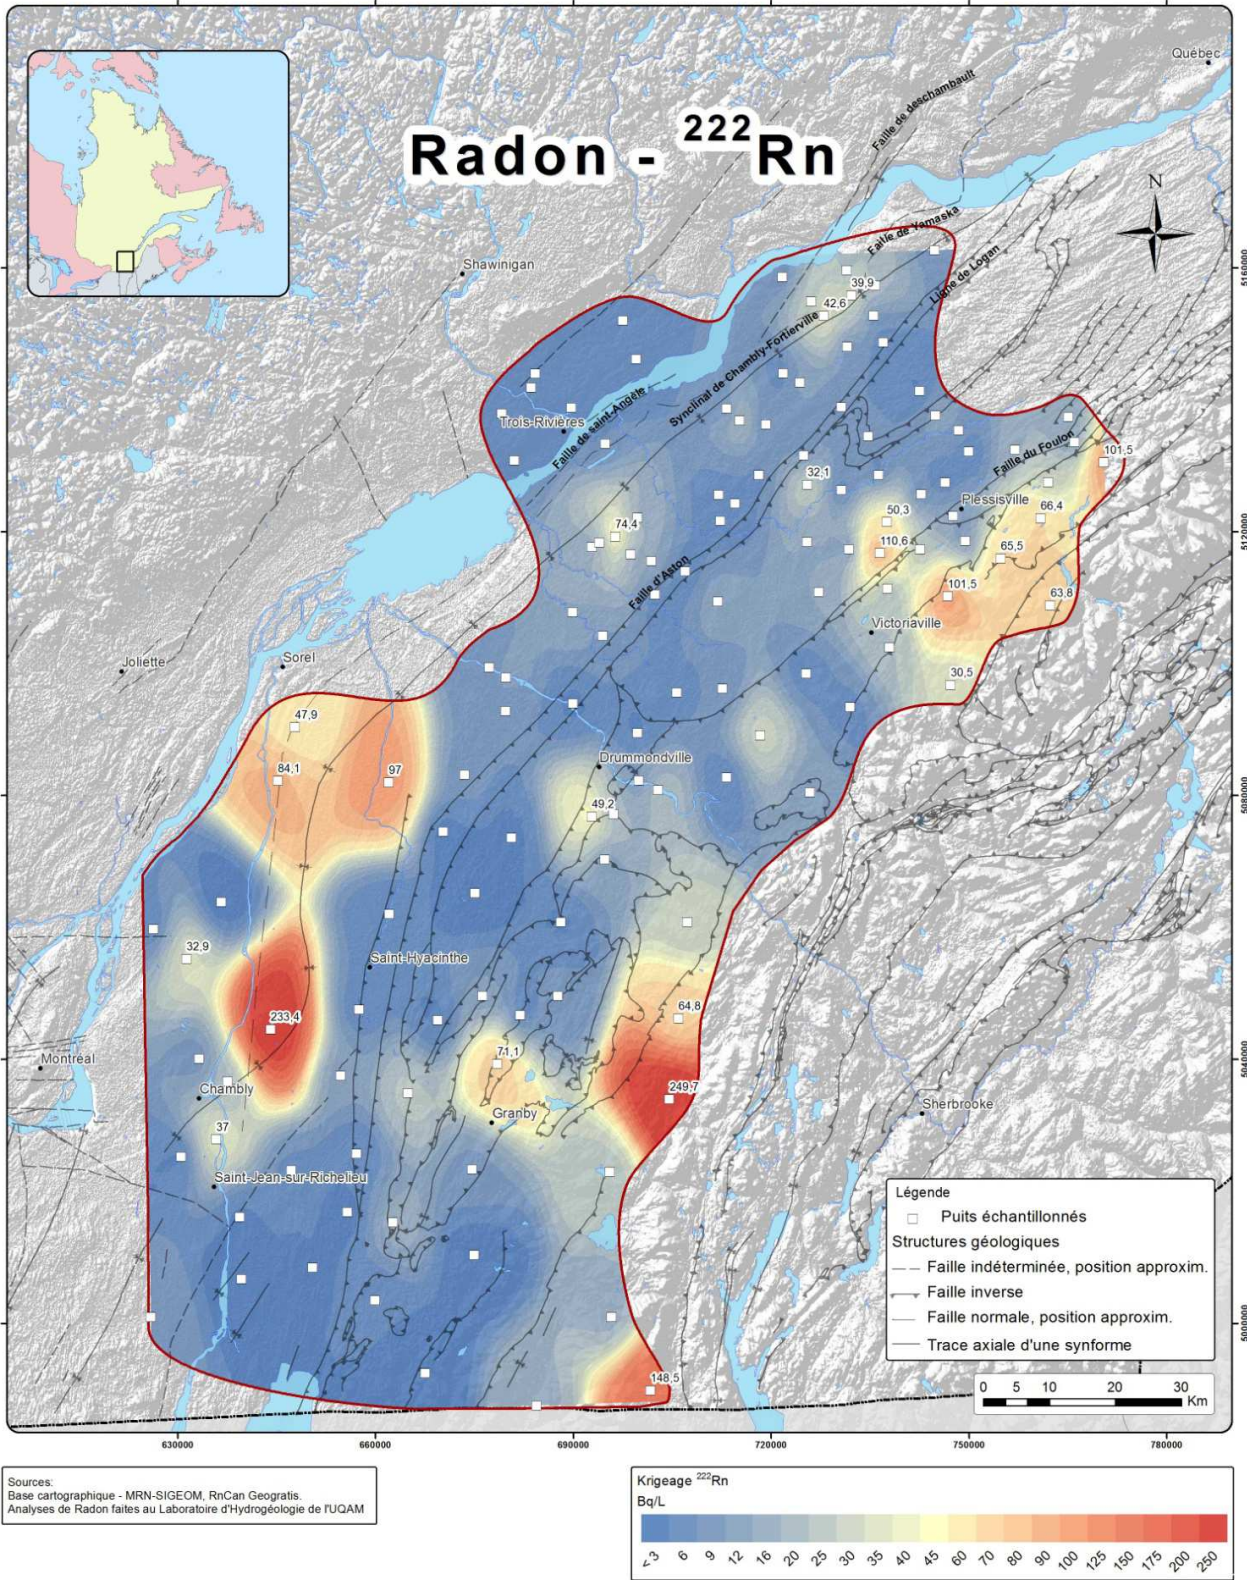 Québec
Faille de deschambault
Radon - ²²²Rn
N
Faille de Yamaska
Ligne de Logan
Shawinigan
5160000
39,9
42,6
Synclinal de Chambly-Fortierville
Faille de saint-Angèle
Trois-Rivières
Faille du Foulon
101,5
32,1
Plessisville
66,4
50,3
74,4
5120000
110,6
65,5
Faille d'Aston
101,5
63,8
Victoriaville
Joliette
Sorel
30,5
47,9
Drummondville
84,1
97
5080000
49,2
32,9
Saint-Hyacinthe
64,8
233,4
71,1
Montréal
5040000
Chambly
249,7
Granby
Sherbrooke
37
Saint-Jean-sur-Richelieu
Légende
Puits échantillonnés
Structures géologiques
Faille indéterminée, position approxim.
Faille inverse
Faille normale, position approxim.
Trace axiale d'une synforme
5000000
148,5
0 5 10 20 30
Km
630000 660000 690000 720000 750000 780000
Sources:
Base cartographique - MRN-SIGEOM, RnCan Geogratis.
Analyses de Radon faites au Laboratoire d'Hydrogéologie de l'UQAM
Krigeage ²²²Rn
Bq/L
<3 6 9 12 16 20 25 30 35 40 45 60 70 80 90 100 125 150 175 200 250